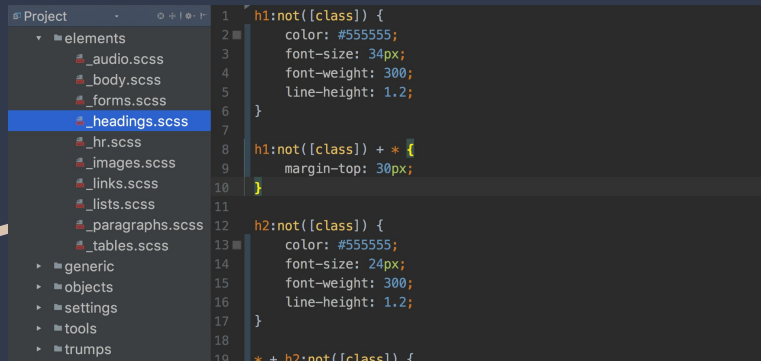 Project
elements
_audio.scss
_body.scss
_forms.scss
_headings.scss
_hr.scss
_images.scss
_links.scss
_lists.scss
_paragraphs.scss
_tables.scss
generic
objects
settings
tools
trumps
1 h1:not([class]) {
2 color: #555555;
3 font-size: 34px;
4 font-weight: 300;
5 line-height: 1.2;
6 }
7
8 h1:not([class]) + * {
9 margin-top: 30px;
10 }
11
12 h2:not([class]) {
13 color: #555555;
14 font-size: 24px;
15 font-weight: 300;
16 line-height: 1.2;
17 }
18
19 * + h2:not([class]) {